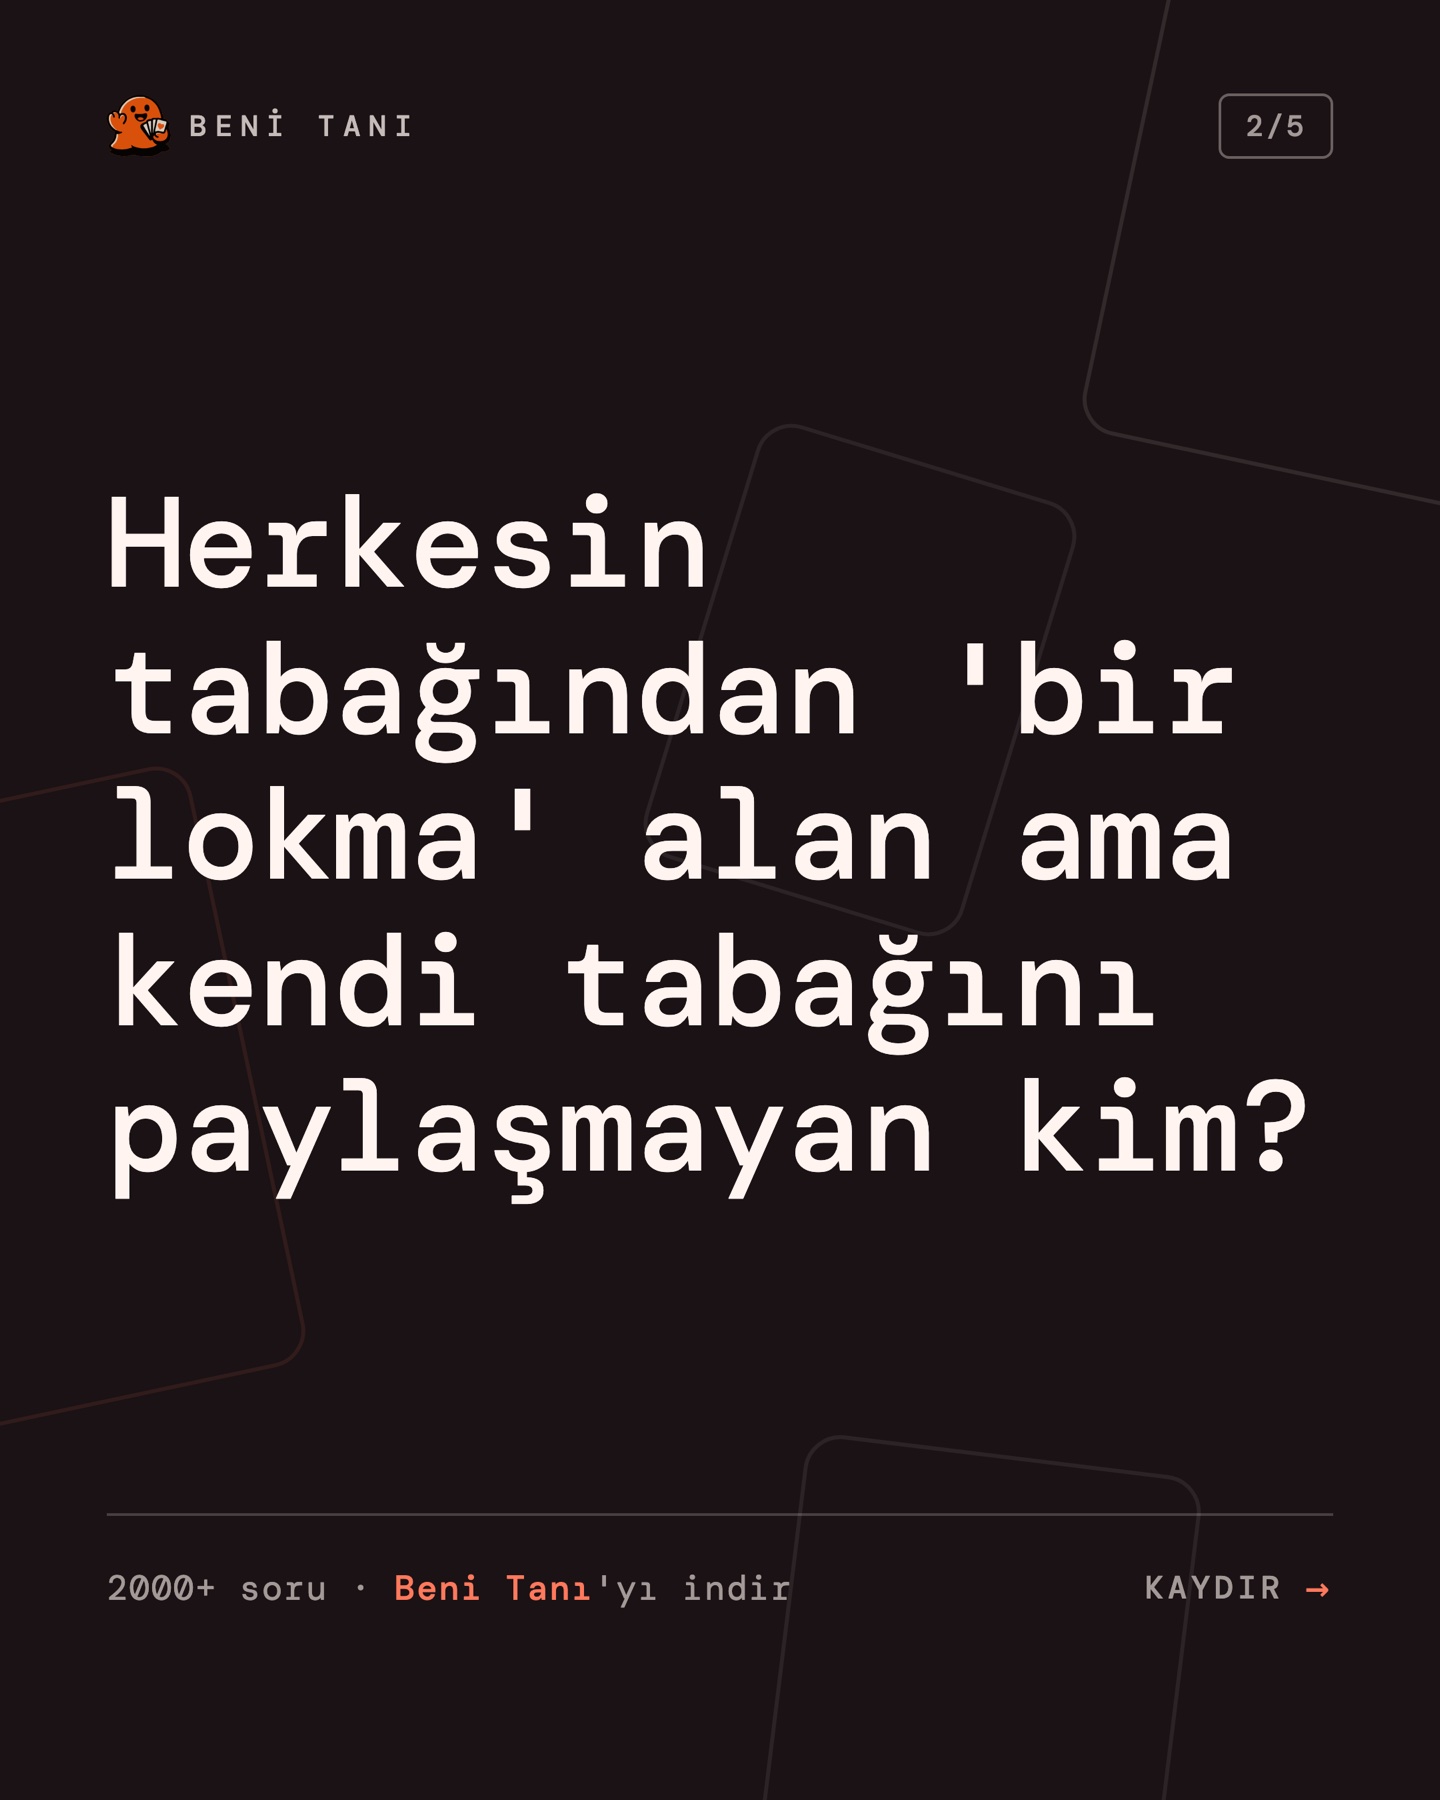 BENİ TANI
2/5
Herkesin
tabağından 'bir
lokma' alan ama
kendi tabağını
paylaşmayan kim?
2000+ soru · Beni Tanı'yı indir
KAYDIR →